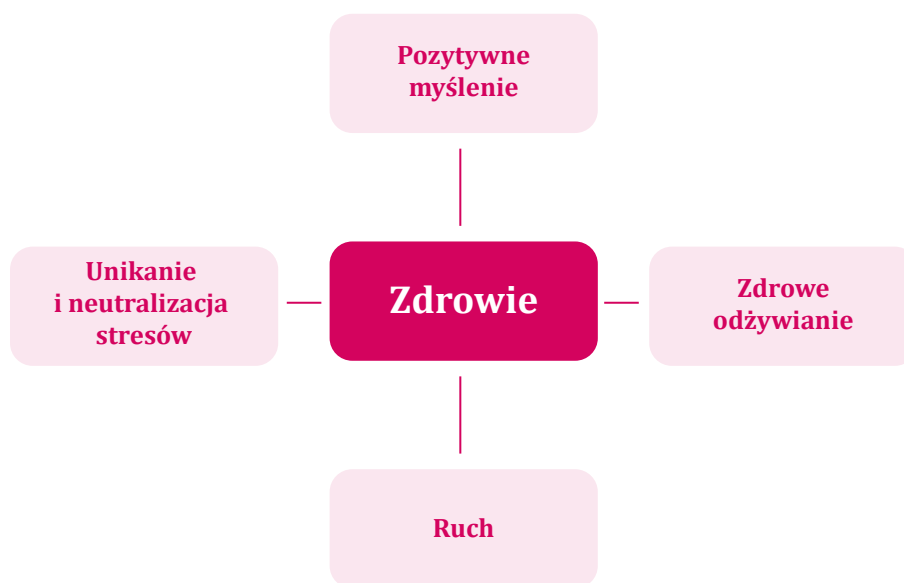 Pozytywne
myślenie
Unikanie
i neutralizacja
stresów
Zdrowie
Zdrowe
odżywianie
Ruch